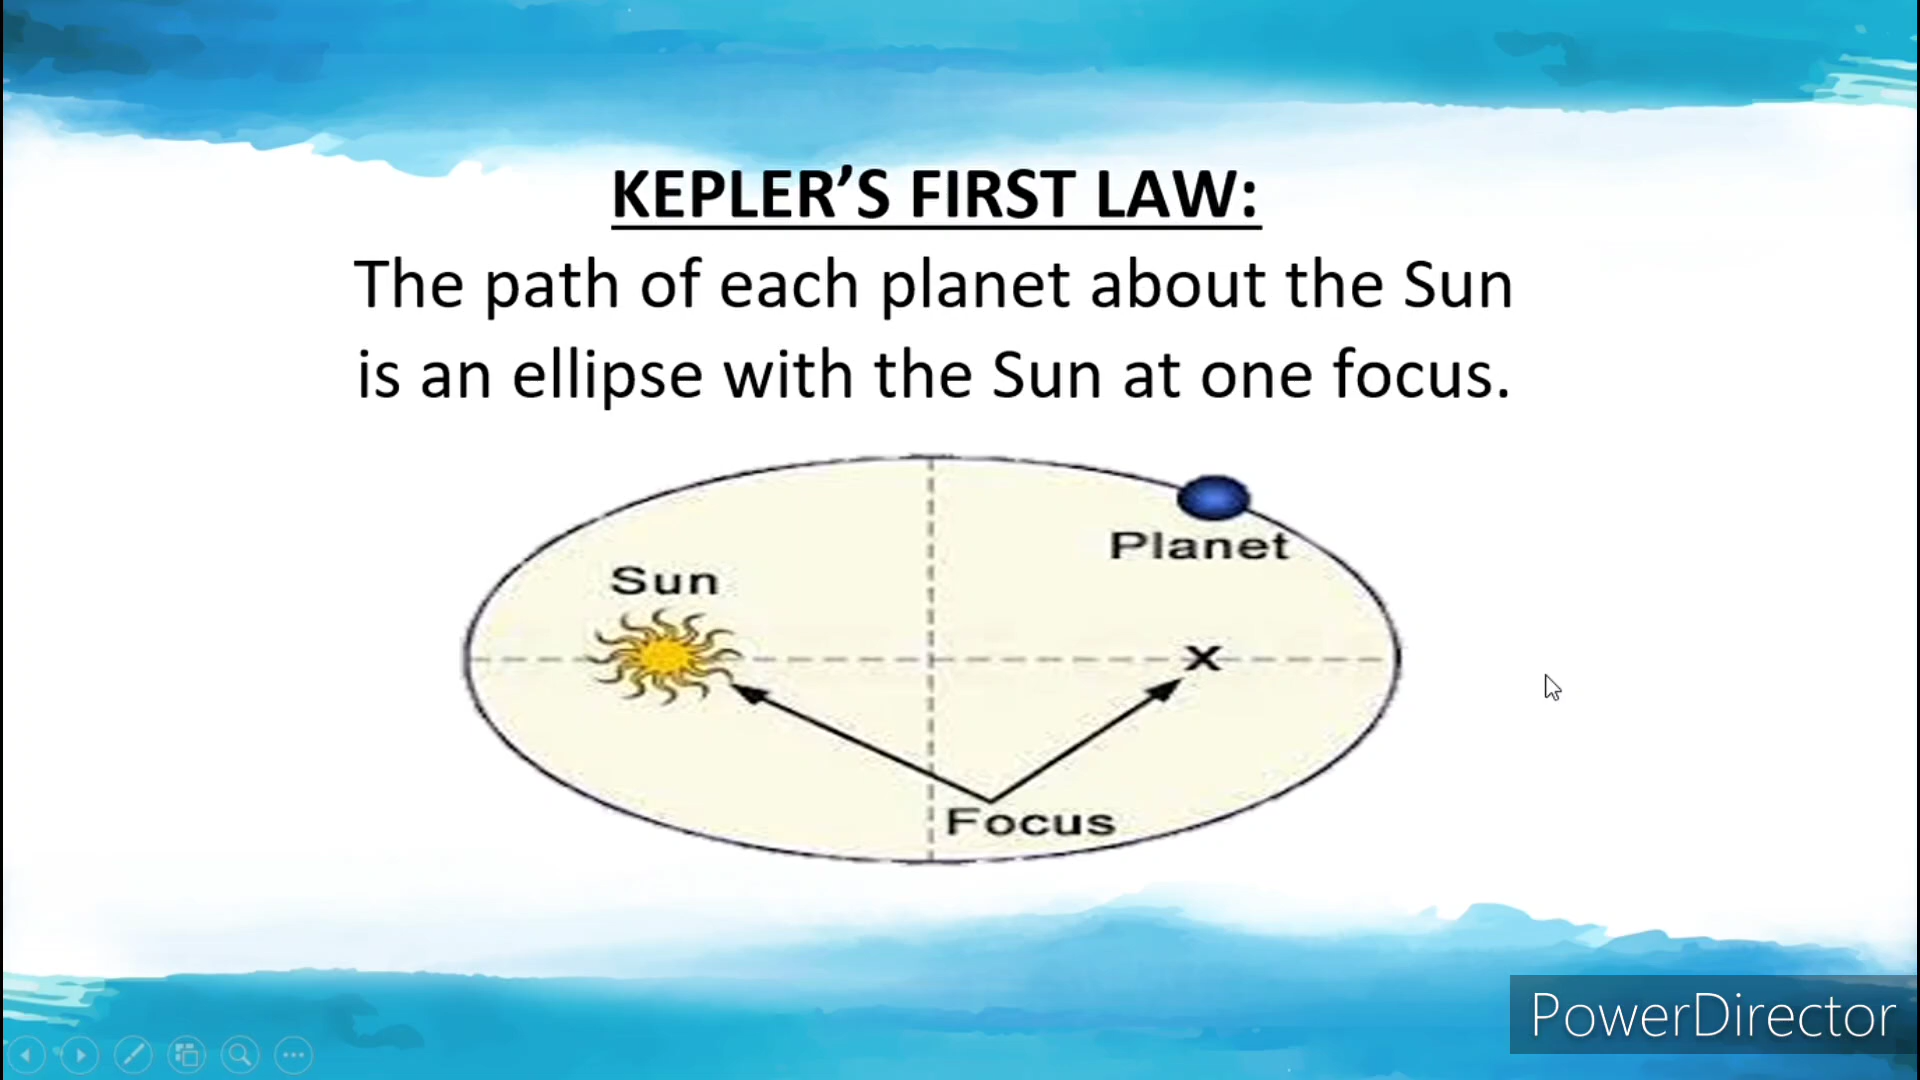 KEPLER’S FIRST LAW:
The path of each planet about the Sun
is an ellipse with the Sun at one focus.
Planet
Sun
x
Focus
PowerDirector